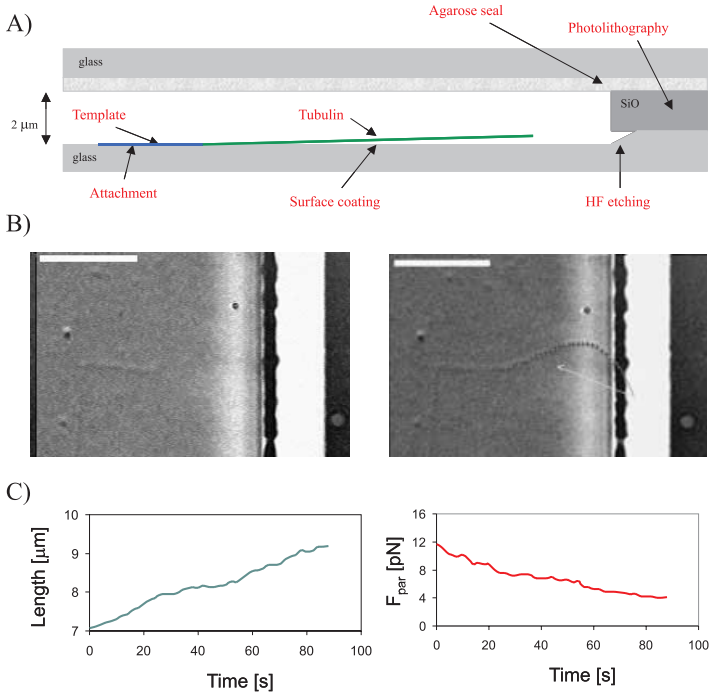 A)
Agarose seal
Photolithography
glass
SiO
2 μm
Template
Tubulin
glass
Attachment
Surface coating
HF etching
B)
C)
Length [μm]
10
9
8
7
0
20
40
60
80
100
Time [s]
F par [pN]
16
12
8
4
0
0
20
40
60
80
100
Time [s]